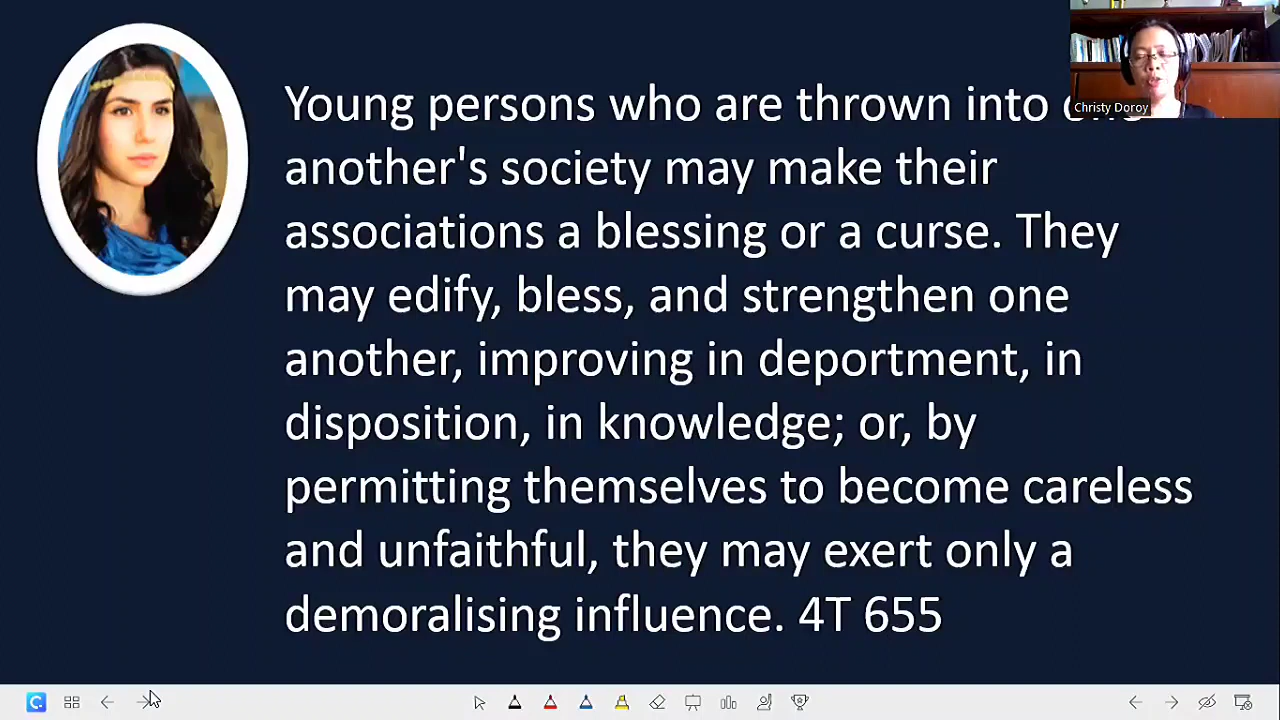 Young persons who are thrown into
another's society may make their
associations a blessing or a curse. They
may edify, bless, and strengthen one
another, improving in deportment, in
disposition, in knowledge; or, by
permitting themselves to become careless
and unfaithful, they may exert only a
demoralising influence. 4T 655
Christy Doroy